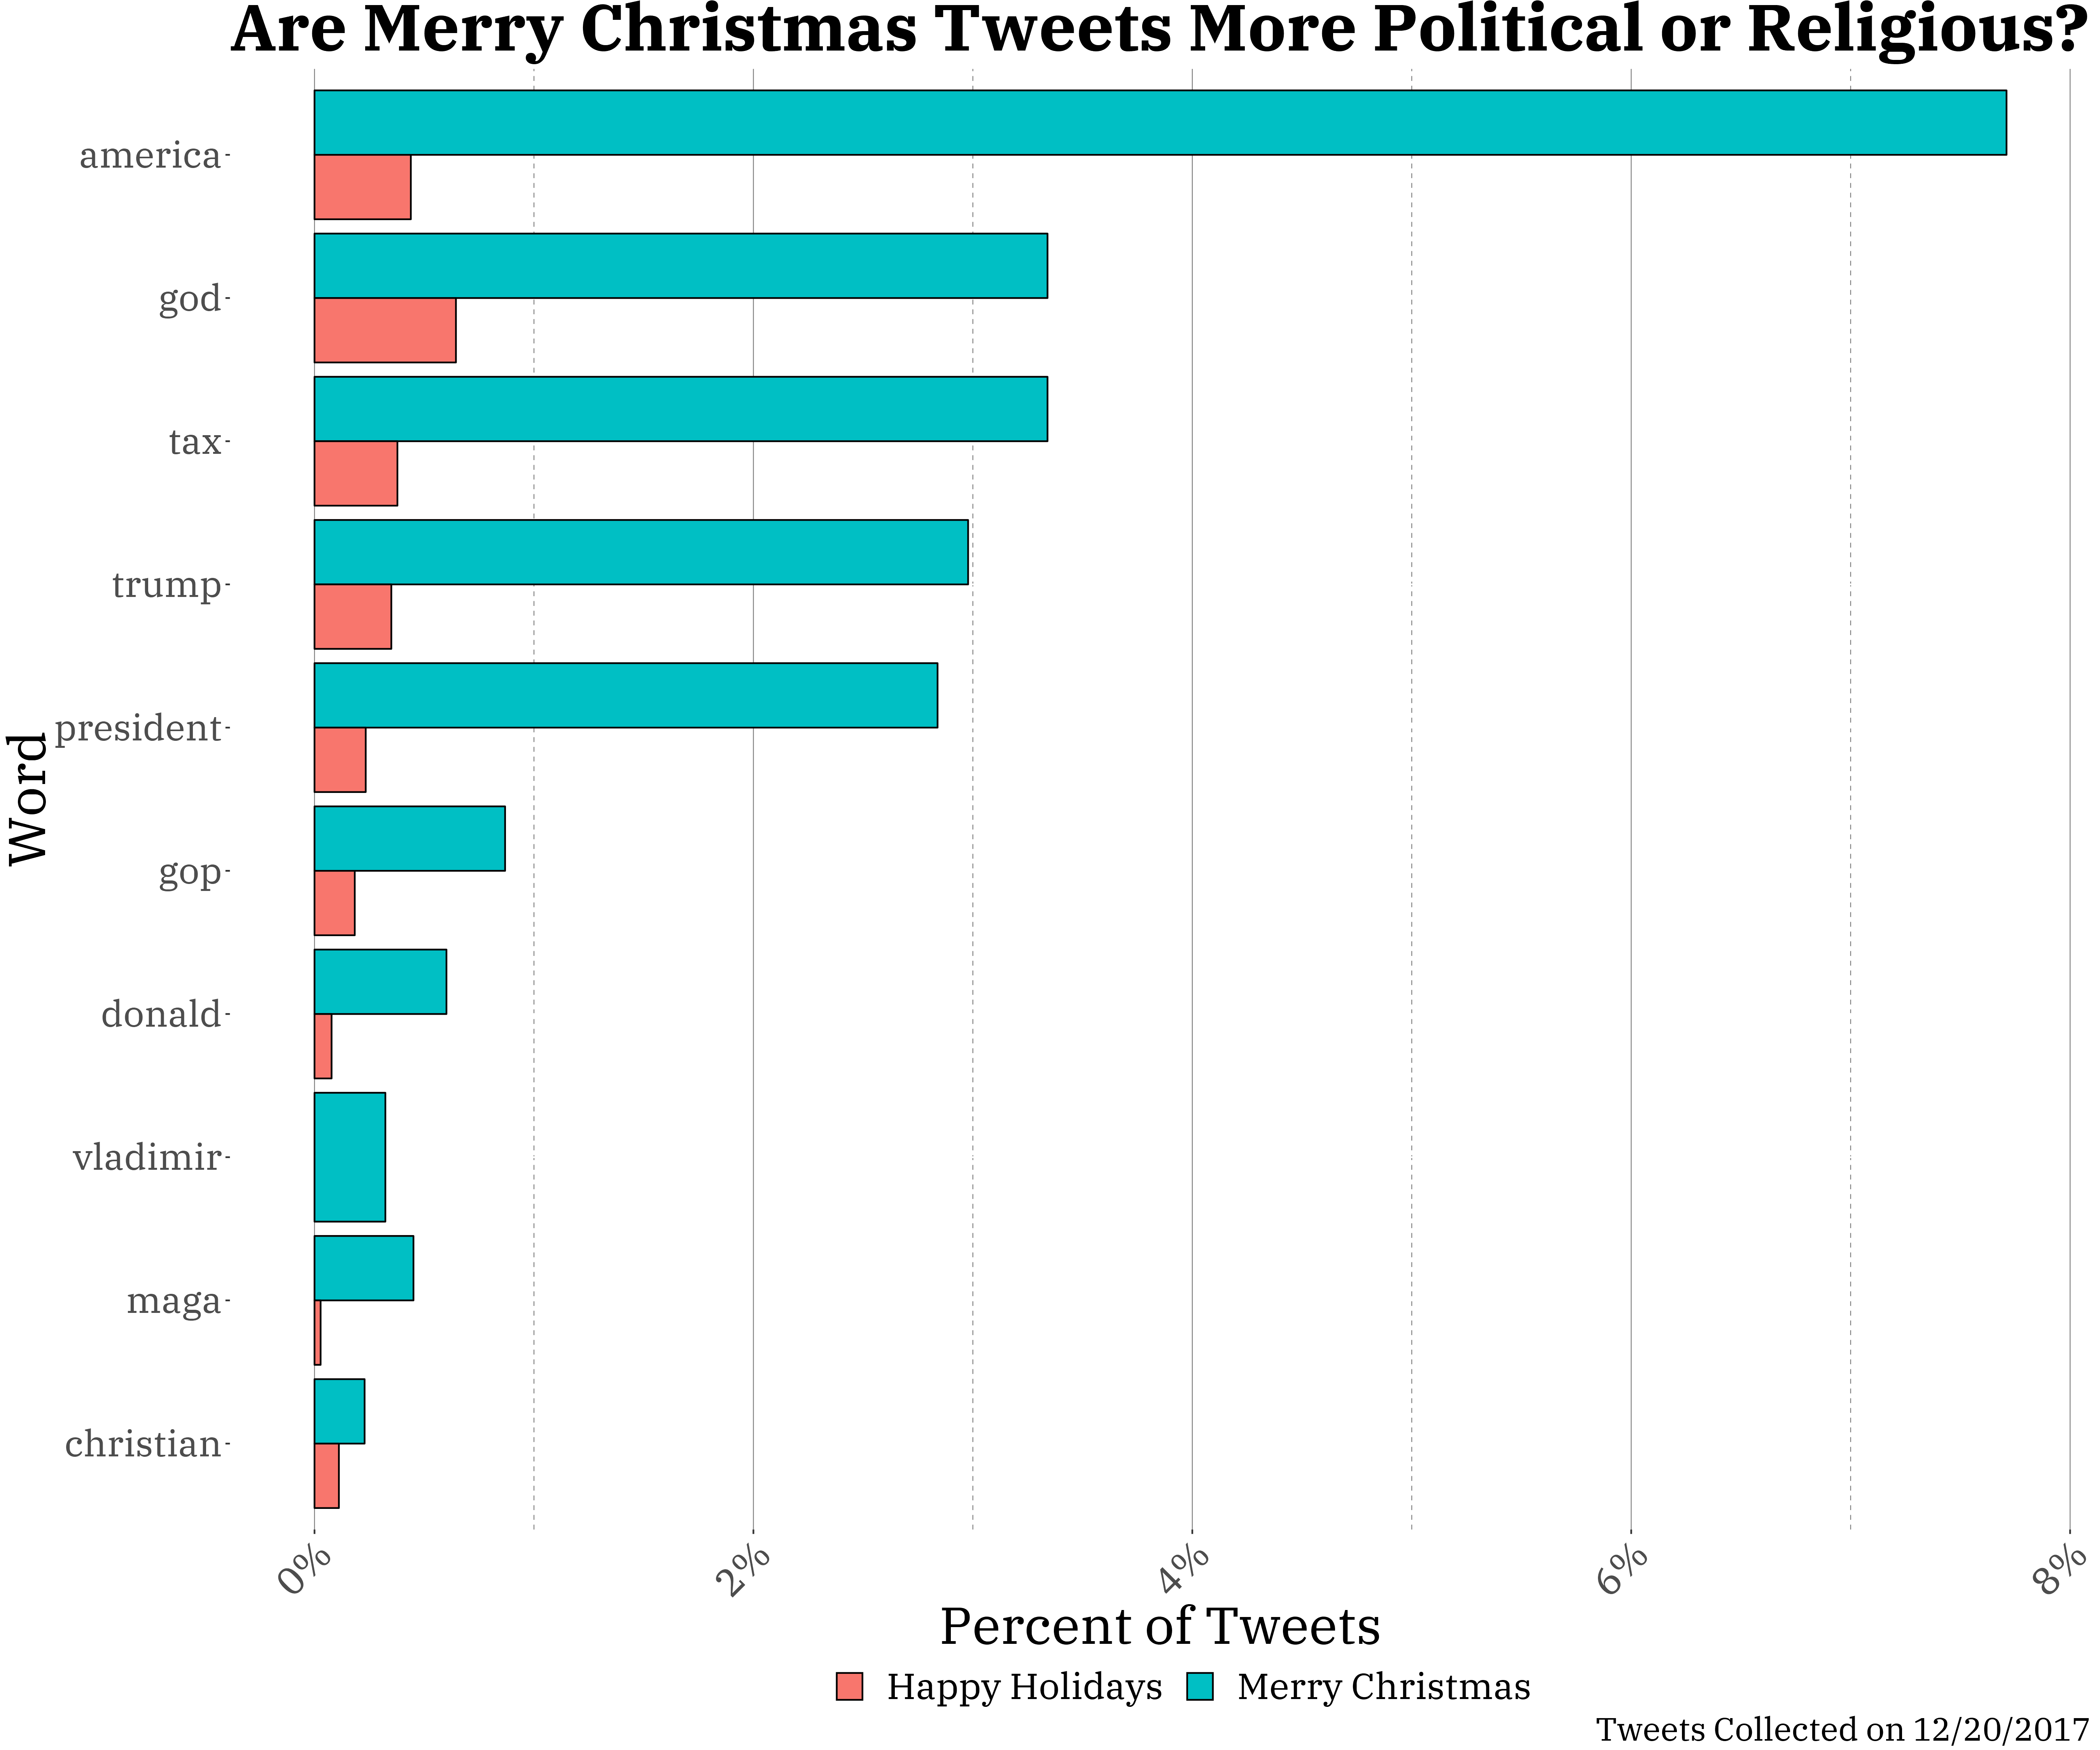 Are Merry Christmas Tweets More Political or Religious?
america
god
tax
trump
president
gop
donald
vladimir
maga
christian
Word
0% 2% 4% 6% 8%
Percent of Tweets
Happy Holidays Merry Christmas
Tweets Collected on 12/20/2017